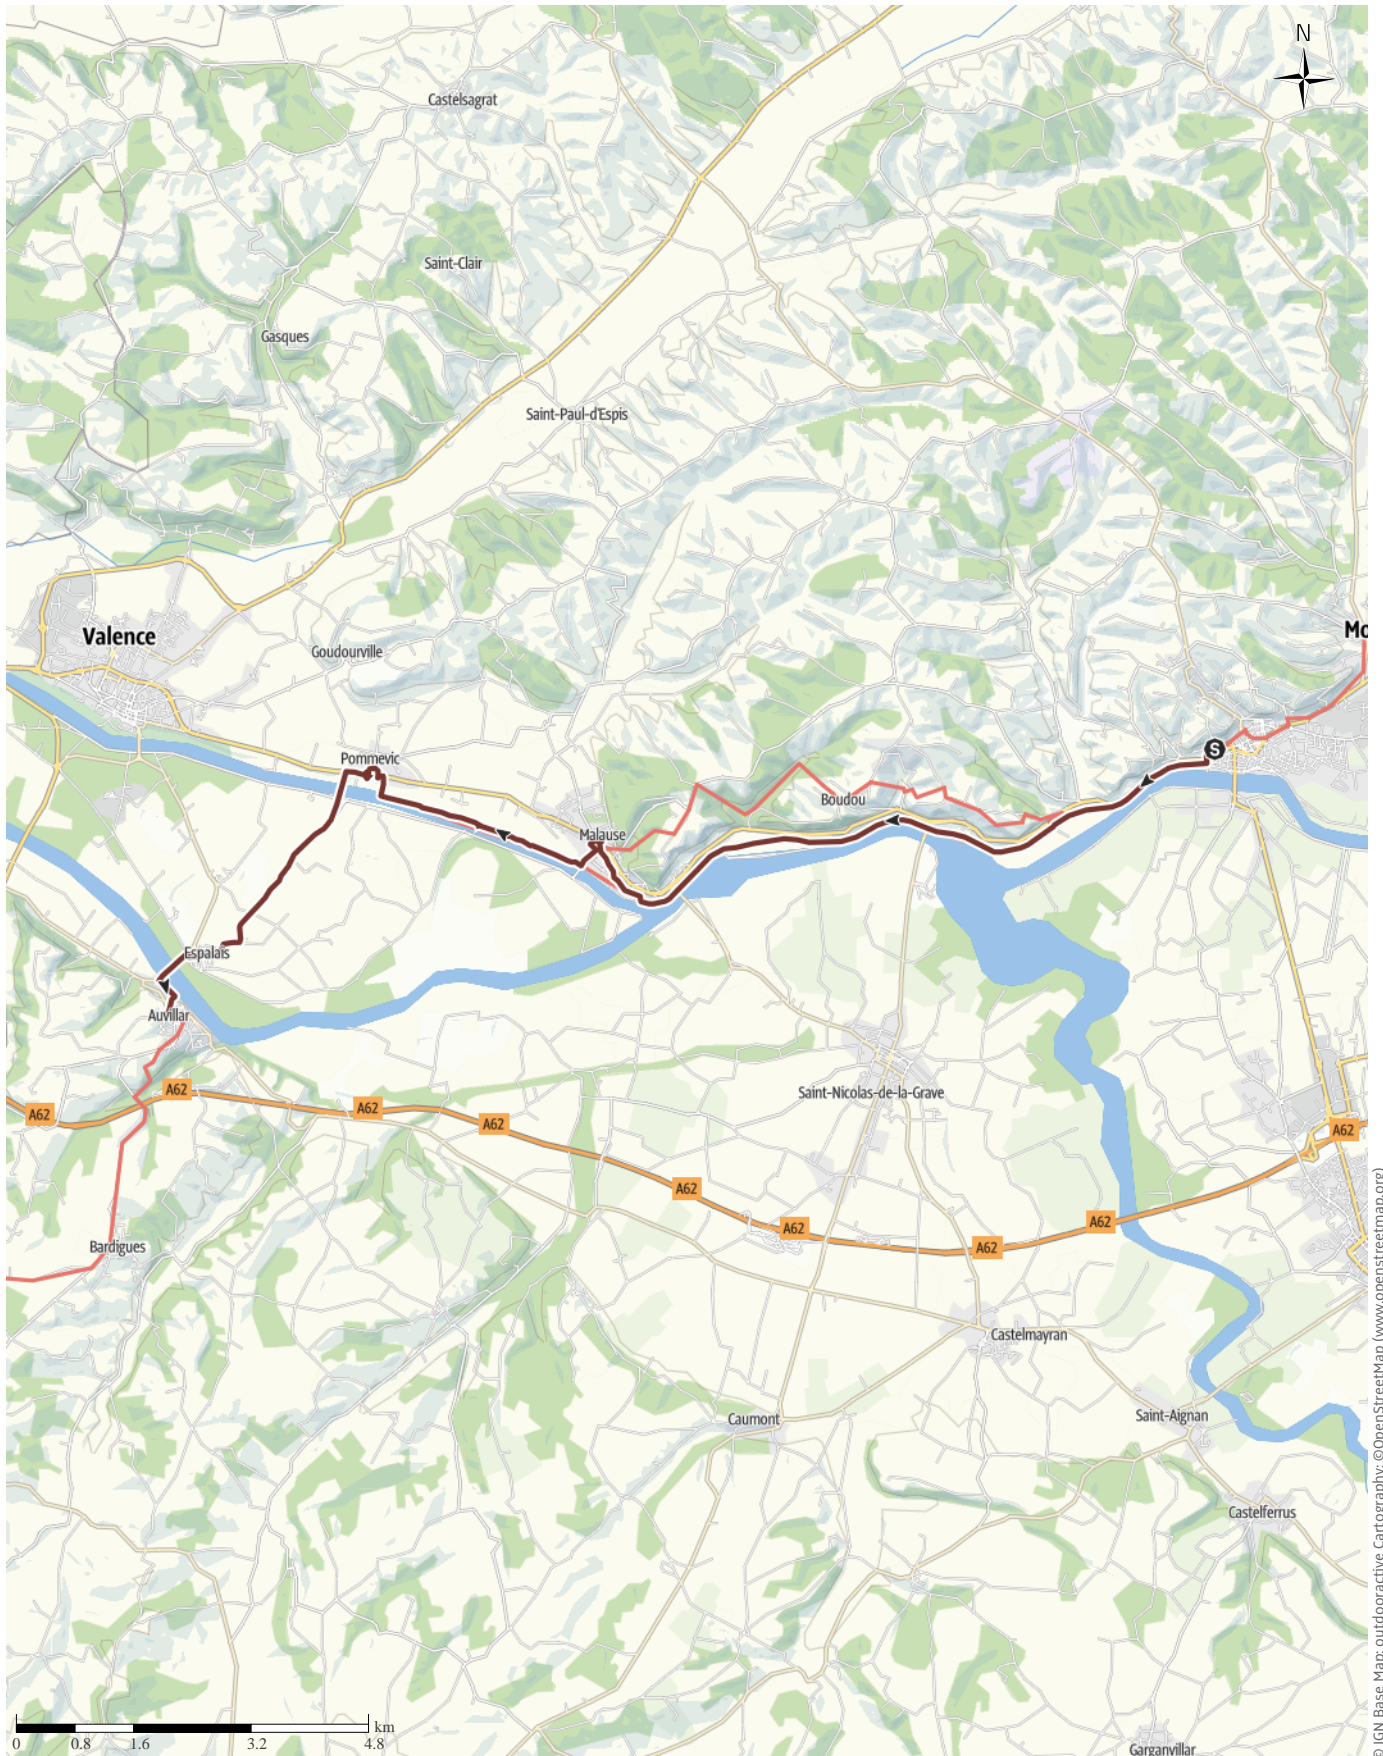 N
Castelsagrat
Saint-Clair
Gasques
Saint-Paul-d'Espis
Valence
Mo
Goudourville
S
Pommevic
Boudou
Malause
Espalais
Auvillar
A62
A62
A62
A62
Saint-Nicolas-de-la-Grave
A62
A62
A62
A62
A62
Bardigues
Castelmayran
Caumont
Saint-Aignan
Castelferrus
Garganvillar
km
0 0.8 1.6 3.2 4.8
© IGN Base Map: outdooractive Cartography: ©OpenStreetMap (www.openstreetmap.org)